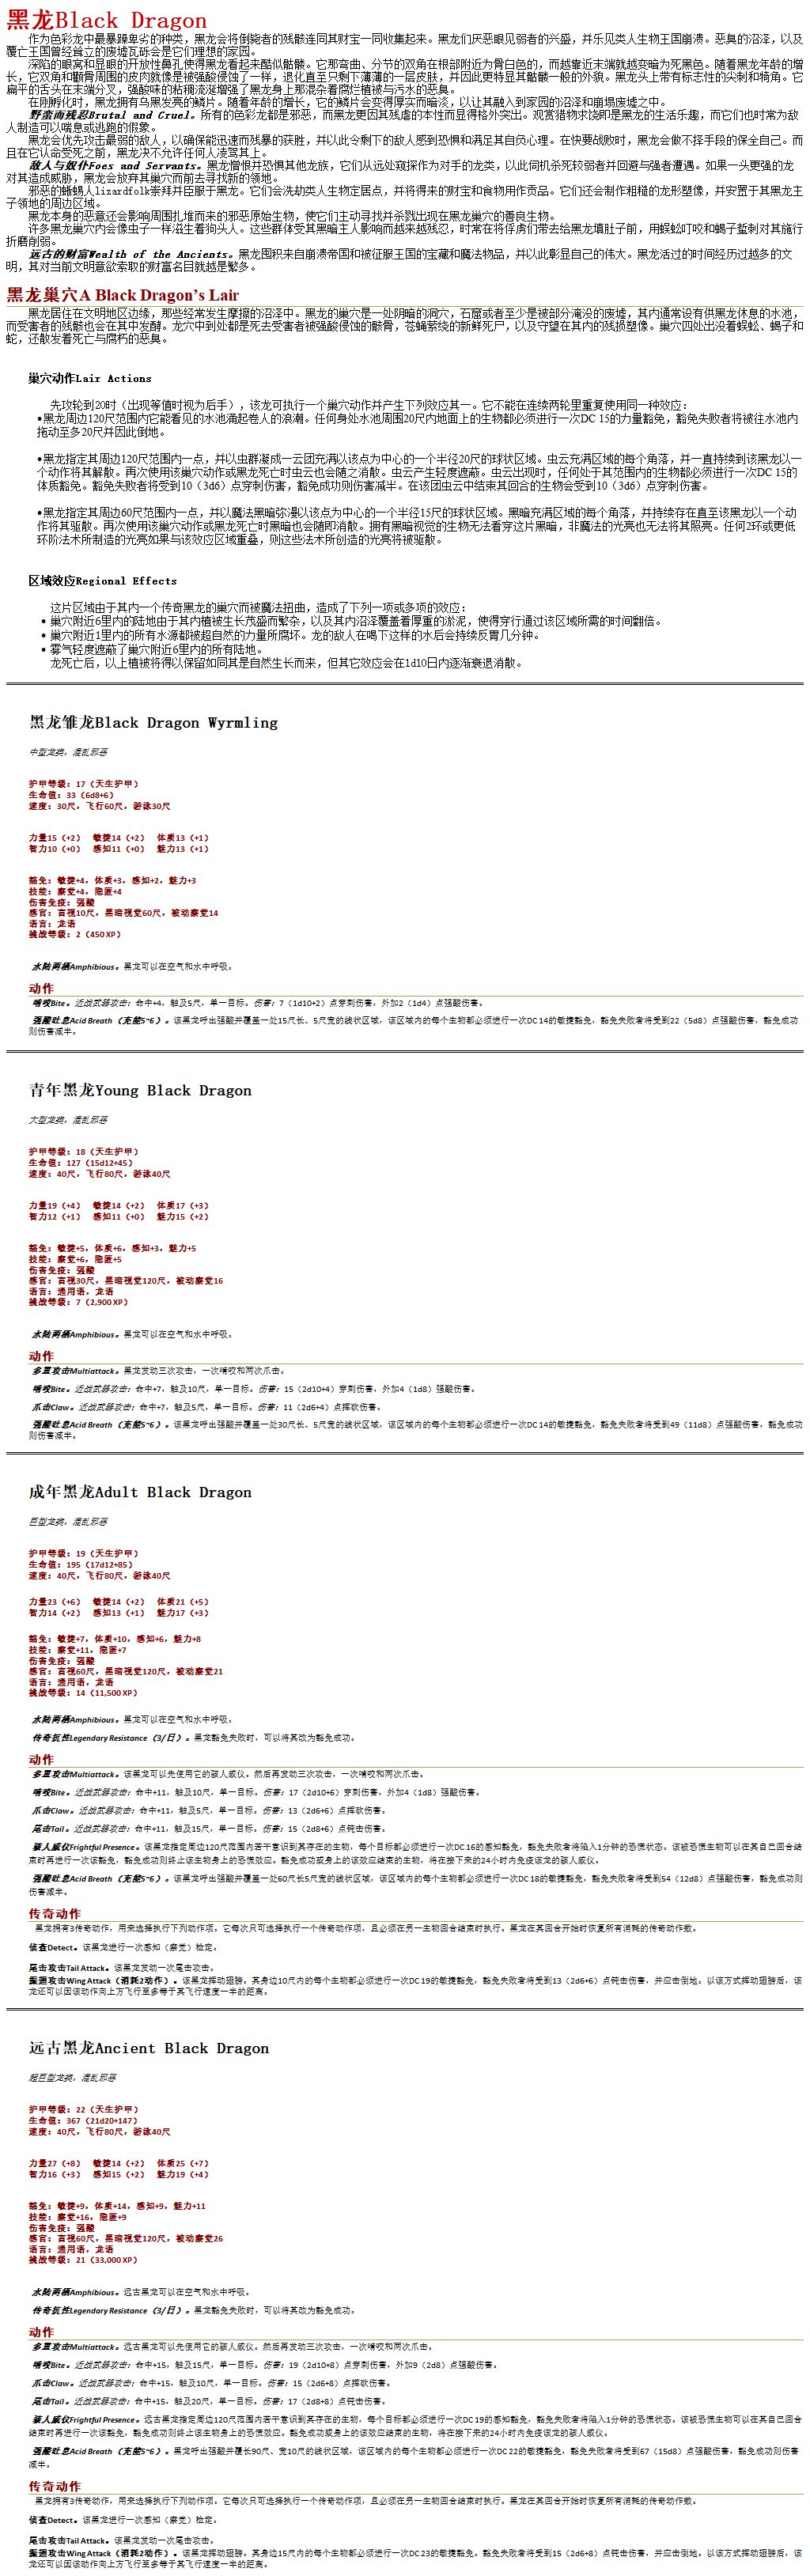 黑龙Black Dragon
作为色彩龙中最暴躁卑劣的种类，黑龙会将倒毙者的残骸连同其财宝一同收集起来。黑龙们厌恶眼见弱者的兴盛，并乐见类人生物王国崩溃。恶臭的沼泽，以及
覆亡王国曾经耸立的废墟瓦砾会是它们理想的家园。
深陷的眼窝和显眼的开放性鼻孔使得黑龙看起来酷似骷髅。它那弯曲、分节的双角在根部附近为骨白色的，而越靠近末端就越变暗为死黑色。随着黑龙年龄的增
长，它双角和颧骨周围的皮肉就像是被强酸侵蚀了一样，退化直至只剩下薄薄的一层皮肤，并因此更特显其骷髅一般的外貌。黑龙头上带有标志性的尖刺和犄角。它
扁平的舌头在末端分叉，强酸味的粘稠流涎增强了黑龙身上那混杂着腐烂植被与污水的恶臭。
在刚孵化时，黑龙拥有乌黑发亮的鳞片。随着年龄的增长，它的鳞片会变得厚实而暗淡，以让其融入到家园的沼泽和崩塌废墟之中。
野蛮而残忍Brutal and Cruel。所有的色彩龙都是邪恶，而黑龙更因其残虐的本性而显得格外突出。观赏猎物求饶即是黑龙的生活乐趣，而它们也时常为敌
人制造可以喘息或逃跑的假象。
黑龙会优先攻击最弱的敌人，以确保能迅速而残暴的获胜，并以此令剩下的敌人感到恐惧和满足其自负心理。在快要战败时，黑龙会做不择手段的保全自己。而
且在它认命受死之前，黑龙决不允许任何人凌驾其上。
敌人与奴仆Foes and Servants。黑龙憎恨并恐惧其他龙族，它们从远处窥探作为对手的龙类，以此伺机杀死较弱者并回避与强者遭遇。如果一头更强的龙
对其造成威胁，黑龙会放弃其巢穴而前去寻找新的领地。
邪恶的蜥蜴人lizardfolk崇拜并臣服于黑龙。它们会洗劫类人生物定居点，并将得来的财宝和食物用作贡品。它们还会制作粗糙的龙形塑像，并安置于其黑龙主
子领地的周边区域。
黑龙本身的恶意还会影响周围扎堆而来的邪恶原始生物，使它们主动寻找并杀戮出现在黑龙巢穴的善良生物。
许多黑龙巢穴内会像虫子一样滋生着狗头人。这些群体受其黑暗主人影响而越来越残忍，时常在将俘虏们带去给黑龙填肚子前，用蜈蚣叮咬和蝎子蜇刺对其施行
折磨削弱。
远古的财富Wealth of the Ancients。黑龙囤积来自崩溃帝国和被征服王国的宝藏和魔法物品，并以此彰显自己的伟大。黑龙活过的时间经历过越多的文
明，其对当前文明意欲索取的财富名目就越是繁多。
黑龙巢穴A Black Dragon’s Lair
黑龙居住在文明地区边缘，那些经常发生摩擦的沼泽中。黑龙的巢穴是一处阴暗的洞穴，石窟或者至少是被部分淹没的废墟，其内通常设有供黑龙休息的水池，
而受害者的残骸也会在其中发酵。龙穴中到处都是死去受害者被强酸侵蚀的骸骨，苍蝇萦绕的新鲜死尸，以及守望在其内的残损塑像。巢穴四处出没着蜈蚣、蝎子和
蛇，还散发着死亡与腐朽的恶臭。
巢穴动作Lair Actions
先攻轮到20时（出现等值时视为后手），该龙可执行一个巢穴动作并产生下列效应其一。它不能在连续两轮里重复使用同一种效应：
•黑龙周边120尺范围内它能看见的水池涌起卷人的浪潮。任何身处水池周围20尺内地面上的生物都必须进行一次DC 15的力量豁免，豁免失败者将被往水池内
拖动至多20尺并因此倒地。
•黑龙指定其周边120尺范围内一点，并以虫群凝成一云团充满以该点为中心的一个半径20尺的球状区域。虫云充满区域的每个角落，并一直持续到该黑龙以一
个动作将其解散。再次使用该巢穴动作或黑龙死亡时虫云也会随之消散。虫云产生轻度遮蔽。虫云出现时，任何处于其范围内的生物都必须进行一次DC 15的
体质豁免。豁免失败者将受到10（3d6）点穿刺伤害，豁免成功则伤害减半。在该团虫云中结束其回合的生物会受到10（3d6）点穿刺伤害。
•黑龙指定其周边60尺范围内一点，并以魔法黑暗弥漫以该点为中心的一个半径15尺的球状区域。黑暗充满区域的每个角落，并持续存在直至该黑龙以一个动
作将其驱散。再次使用该巢穴动作或黑龙死亡时黑暗也会随即消散。拥有黑暗视觉的生物无法看穿这片黑暗，非魔法的光亮也无法将其照亮。任何2环或更低
环阶法术所制造的光亮如果与该效应区域重叠，则这些法术所创造的光亮将被驱散。
区域效应Regional Effects
这片区域由于其内一个传奇黑龙的巢穴而被魔法扭曲，造成了下列一项或多项的效应：
• 巢穴附近6里内的陆地由于其内植被生长茂盛而繁杂，以及其内沼泽覆盖着厚重的淤泥，使得穿行通过该区域所需的时间翻倍。
• 巢穴附近1里内的所有水源都被超自然的力量所腐坏。龙的敌人在喝下这样的水后会持续反胃几分钟。
• 雾气轻度遮蔽了巢穴附近6里内的所有陆地。
龙死亡后，以上植被将得以保留如同其是自然生长而来，但其它效应会在1d10日内逐渐衰退消散。
黑龙雏龙Black Dragon Wyrmling
中型龙类，混乱邪恶
护甲等级：17（天生护甲）
生命值：33（6d8+6）
速度：30尺，飞行60尺，游泳30尺
力量15（+2） 敏捷14（+2） 体质13（+1）
智力10（+0） 感知11（+0） 魅力13（+1）
豁免：敏捷+4，体质+3，感知+2，魅力+3
技能：察觉+4，隐匿+4
伤害免疫：强酸
感官：盲视10尺，黑暗视觉60尺，被动察觉14
语言：龙语
挑战等级：2（450 XP）
水陆两栖Amphibious。黑龙可以在空气和水中呼吸。
动作
啃咬Bite。近战武器攻击：命中+4，触及5尺，单一目标。伤害：7（1d10+2）点穿刺伤害，外加2（1d4）点强酸伤害。
强酸吐息Acid Breath（充能5~6）。该黑龙呼出强酸并覆盖一处15尺长、5尺宽的线状区域，该区域内的每个生物都必须进行一次DC 14的敏捷豁免，豁免失败者将受到22（5d8）点强酸伤害，豁免成功
则伤害减半。
青年黑龙Young Black Dragon
大型龙类，混乱邪恶
护甲等级：18（天生护甲）
生命值：127（15d12+45）
速度：40尺，飞行80尺，游泳40尺
力量19（+4） 敏捷14（+2） 体质17（+3）
智力12（+1） 感知11（+0） 魅力15（+2）
豁免：敏捷+5，体质+6，感知+3，魅力+5
技能：察觉+6，隐匿+5
伤害免疫：强酸
感官：盲视30尺，黑暗视觉120尺，被动察觉16
语言：通用语，龙语
挑战等级：7（2,900 XP）
水陆两栖Amphibious。黑龙可以在空气和水中呼吸。
动作
多重攻击Multiattack。黑龙发动三次攻击，一次啃咬和两次爪击。
啃咬Bite。近战武器攻击：命中+7，触及10尺，单一目标。伤害：15（2d10+4）穿刺伤害，外加4（1d8）强酸伤害。
爪击Claw。近战武器攻击：命中+7，触及5尺，单一目标。伤害：11（2d6+4）点挥砍伤害。
强酸吐息Acid Breath（充能5~6）。该黑龙呼出强酸并覆盖一处30尺长、5尺宽的线状区域，该区域内的每个生物都必须进行一次DC 14的敏捷豁免，豁免失败者将受到49（11d8）点强酸伤害，豁免成功
则伤害减半。
成年黑龙Adult Black Dragon
巨型龙类，混乱邪恶
护甲等级：19（天生护甲）
生命值：195（17d12+85）
速度：40尺，飞行80尺，游泳40尺
力量23（+6） 敏捷14（+2） 体质21（+5）
智力14（+2） 感知13（+1） 魅力17（+3）
豁免：敏捷+7，体质+10，感知+6，魅力+8
技能：察觉+11，隐匿+7
伤害免疫：强酸
感官：盲视60尺，黑暗视觉120尺，被动察觉21
语言：通用语，龙语
挑战等级：14（11,500 XP）
水陆两栖Amphibious。黑龙可以在空气和水中呼吸。
传奇抗性Legendary Resistance（3/日）。黑龙豁免失败时，可以将其改为豁免成功。
动作
多重攻击Multiattack。该黑龙可以先使用它的骇人威仪。然后再发动三次攻击，一次啃咬和两次爪击。
啃咬Bite。近战武器攻击：命中+11，触及10尺，单一目标。伤害：17（2d10+6）穿刺伤害，外加4（1d8）强酸伤害。
爪击Claw。近战武器攻击：命中+11，触及5尺，单一目标。伤害：13（2d6+6）点挥砍伤害。
尾击Tail。近战武器攻击：命中+11，触及15尺，单一目标。伤害：15（2d8+6）点钝击伤害。
骇人威仪Frightful Presence。该黑龙指定周边120尺范围内若干意识到其存在的生物，每个目标都必须进行一次DC 16的感知豁免，豁免失败者将陷入1分钟的恐慌状态。该被恐慌生物可以在其自己回合结
束时再进行一次该豁免，豁免成功则终止该生物身上的恐慌效应。豁免成功或身上的该效应结束的生物，将在接下来的24小时内免疫该龙的骇人威仪。
强酸吐息Acid Breath（充能5~6）。该黑龙呼出强酸并覆盖一处60尺长5尺宽的线状区域，该区域内的每个生物都必须进行一次DC 18的敏捷豁免，豁免失败者将受到54（12d8）点强酸伤害，豁免成功则
伤害减半。
传奇动作
黑龙拥有3传奇动作，用来选择执行下列动作项。它每次只可选择执行一个传奇动作项，且必须在另一生物回合结束时执行。黑龙在其回合开始时恢复所有消耗的传奇动作数。
侦查Detect。该黑龙进行一次感知（察觉）检定。
尾击攻击Tail Attack。该黑龙发动一次尾击攻击。
振翅攻击Wing Attack（消耗2动作）。该黑龙挥动翅膀，其身边10尺内的每个生物都必须进行一次DC 19的敏捷豁免，豁免失败者将受到13（2d6+6）点钝击伤害，并应击倒地。以该方式挥动翅膀后，该
龙还可以因该动作向上方飞行至多等于其飞行速度一半的距离。
远古黑龙Ancient Black Dragon
超巨型龙类，混乱邪恶
护甲等级：22（天生护甲）
生命值：367（21d20+147）
速度：40尺，飞行80尺，游泳40尺
力量27（+8） 敏捷14（+2） 体质25（+7）
智力16（+3） 感知15（+2） 魅力19（+4）
豁免：敏捷+9，体质+14，感知+9，魅力+11
技能：察觉+16，隐匿+9
伤害免疫：强酸
感官：盲视60尺，黑暗视觉120尺，被动察觉26
语言：通用语，龙语
挑战等级：21（33,000 XP）
水陆两栖Amphibious。远古黑龙可以在空气和水中呼吸。
传奇抗性Legendary Resistance（3/日）。黑龙豁免失败时，可以将其改为豁免成功。
动作
多重攻击Multiattack。远古黑龙可以先使用它的骇人威仪。然后再发动三次攻击，一次啃咬和两次爪击。
啃咬Bite。近战武器攻击：命中+15，触及15尺，单一目标。伤害：19（2d10+8）点穿刺伤害，外加9（2d8）点强酸伤害。
爪击Claw。近战武器攻击：命中+15，触及10尺，单一目标。伤害：15（2d6+8）点挥砍伤害。
尾击Tail。近战武器攻击：命中+15，触及20尺，单一目标。伤害：17（2d8+8）点钝击伤害。
骇人威仪Frightful Presence。远古黑龙指定周边120尺范围内若干意识到其存在的生物，每个目标都必须进行一次DC 19的感知豁免，豁免失败者将陷入1分钟的恐慌状态。该被恐慌生物可以在其自己回合
结束时再进行一次该豁免，豁免成功则终止该生物身上的恐慌效应。豁免成功或身上的该效应结束的生物，将在接下来的24小时内免疫该龙的骇人威仪。
强酸吐息Acid Breath（充能5~6）。黑龙呼出强酸并覆长90尺、宽10尺的线状区域，该区域内的每个生物都必须进行一次DC 22的敏捷豁免，豁免失败者将受到67（15d8）点强酸伤害，豁免成功则伤害
减半。
传奇动作
黑龙拥有3传奇动作，用来选择执行下列动作项。它每次只可选择执行一个传奇动作项，且必须在另一生物回合结束时执行。黑龙在其回合开始时恢复所有消耗的传奇动作数。
侦查Detect。该黑龙进行一次感知（察觉）检定。
尾击攻击Tail Attack。该黑龙发动一次尾击攻击。
振翅攻击Wing Attack（消耗2动作）。该黑龙挥动翅膀，其身边15尺内的每个生物都必须进行一次DC 23的敏捷豁免。豁免失败者将受到15（2d6+8）点钝击伤害，并应击倒地。以该方式挥动翅膀后，该龙
还可以因该动作向上方飞行至多等于其飞行速度一半的距离。